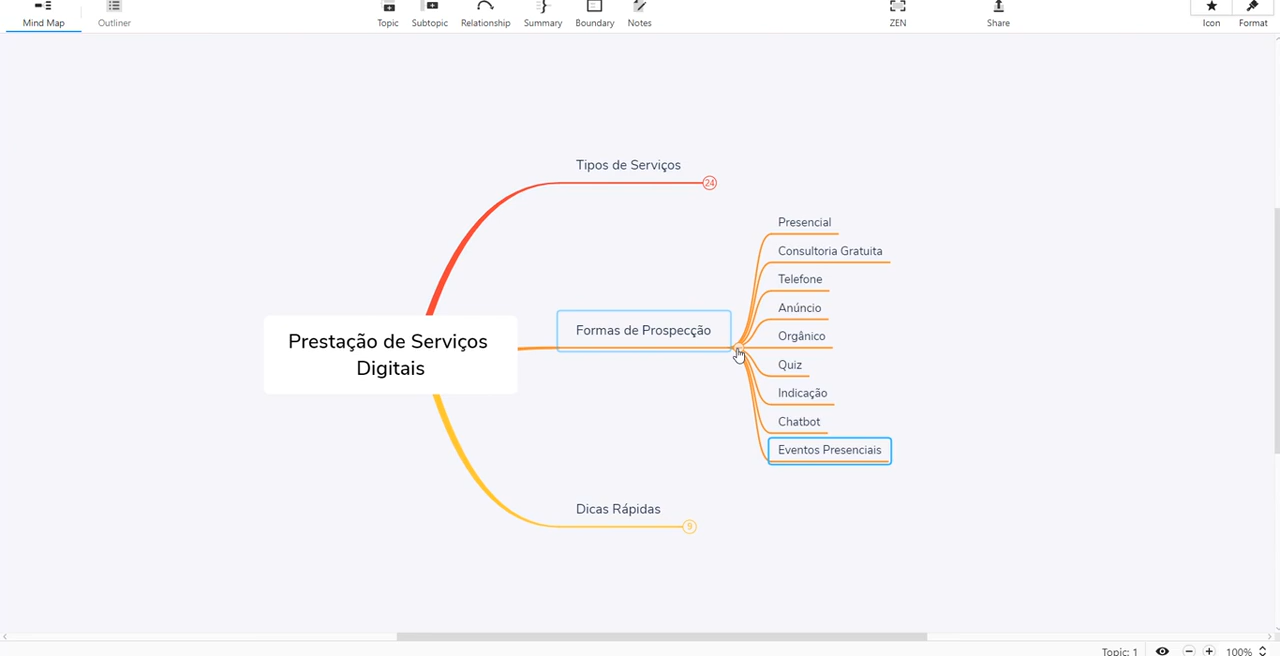 Mind Map
Outliner
Topic
Subtopic
Relationship
Summary
Boundary
Notes
ZEN
Share
Icon
Format
Tipos de Serviços
24
Presencial
Consultoria Gratuita
Telefone
Anúncio
Formas de Prospecção
Orgânico
Prestação de Serviços
Digitais
Quiz
Indicação
Chatbot
Eventos Presenciais
Dicas Rápidas
9
Topic: 1
100%